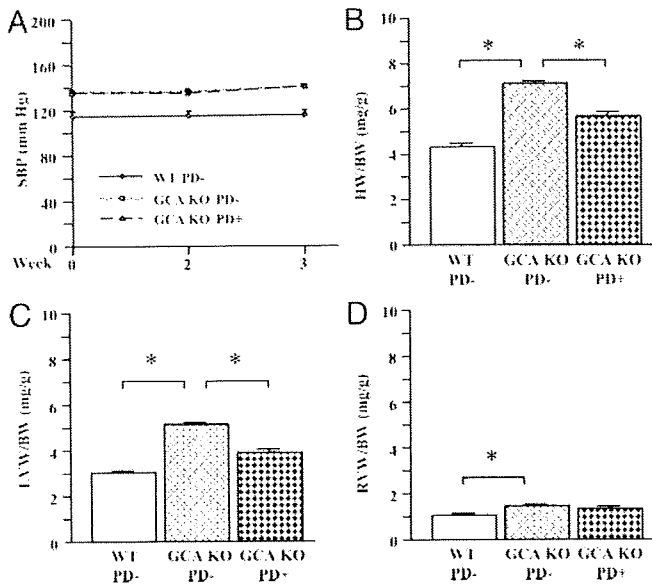 A
SBP (mm Hg)
200
160
120
80
40
0
WT PD-
GCA KO PD-
GCA KO PD+
Week
0
2
3
B
HW/BW (mg/g)
10
8
6
4
2
0
*
*
WT
PD-
GCA KO
PD-
GCA KO
PD+
C
LVW/BW (mg/g)
10
8
6
4
2
0
*
*
WT
PD-
GCA KO
PD-
GCA KO
PD+
D
RVW/BW (mg/g)
10
8
6
4
2
0
*
WT
PD-
GCA KO
PD-
GCA KO
PD+